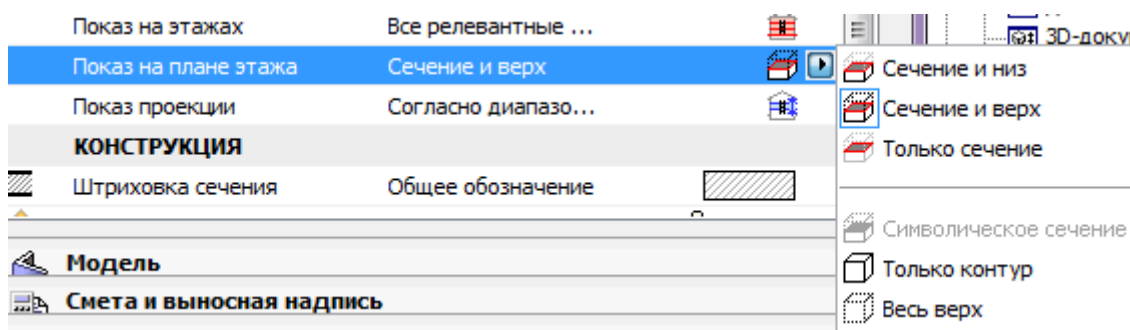 Показ на этажах Все релевантные ...
3D-доку
Показ на плане этажа Сечение и верх
Сечение и низ
Показ проекции Согласно диапазо...
Сечение и верх
КОНСТРУКЦИЯ
Только сечение
Штриховка сечения Общее обозначение
Символическое сечение
Модель
Только контур
Смета и выносная надпись
Весь верх